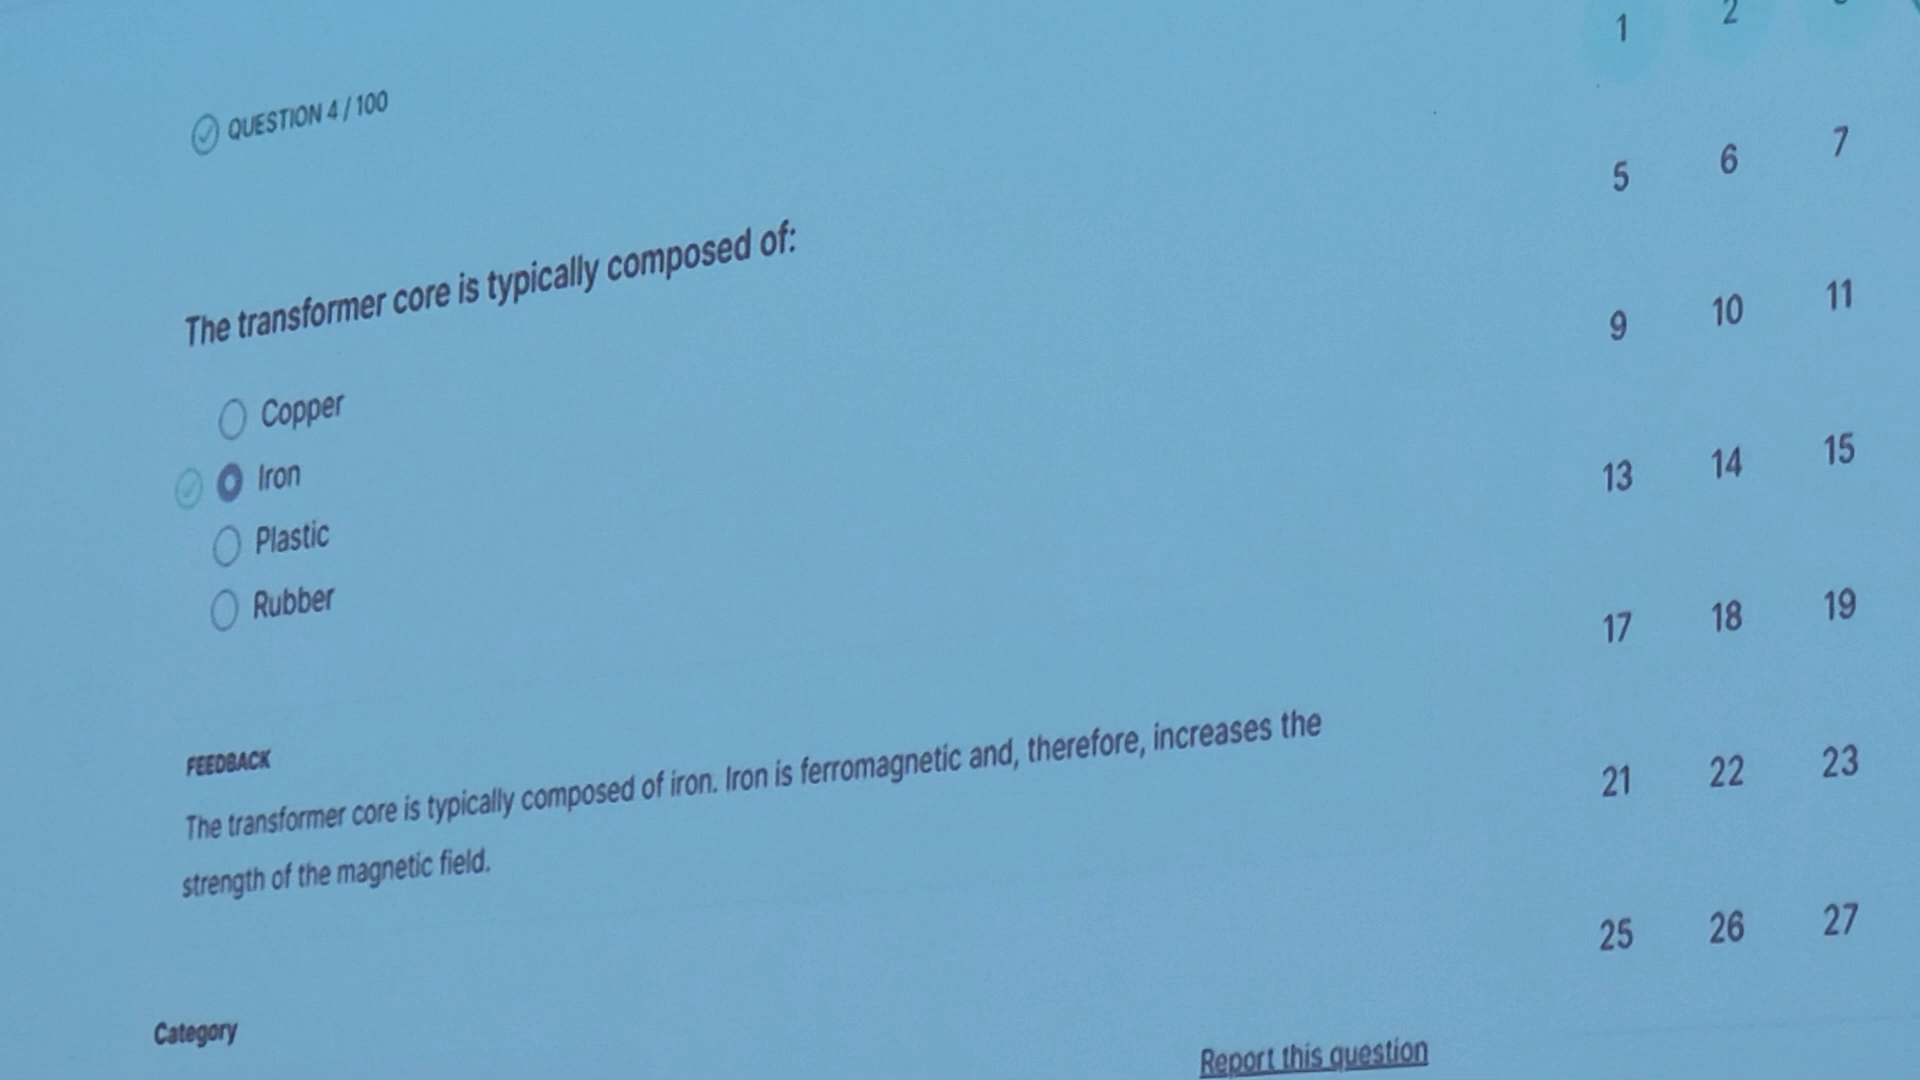 QUESTION 4 / 100
The transformer core is typically composed of:
Copper
Iron
Plastic
Rubber
FEEDBACK
The transformer core is typically composed of iron. Iron is ferromagnetic and, therefore, increases the
strength of the magnetic field.
Category
Report this question
1 2
5 6 7
9 10 11
13 14 15
17 18 19
21 22 23
25 26 27